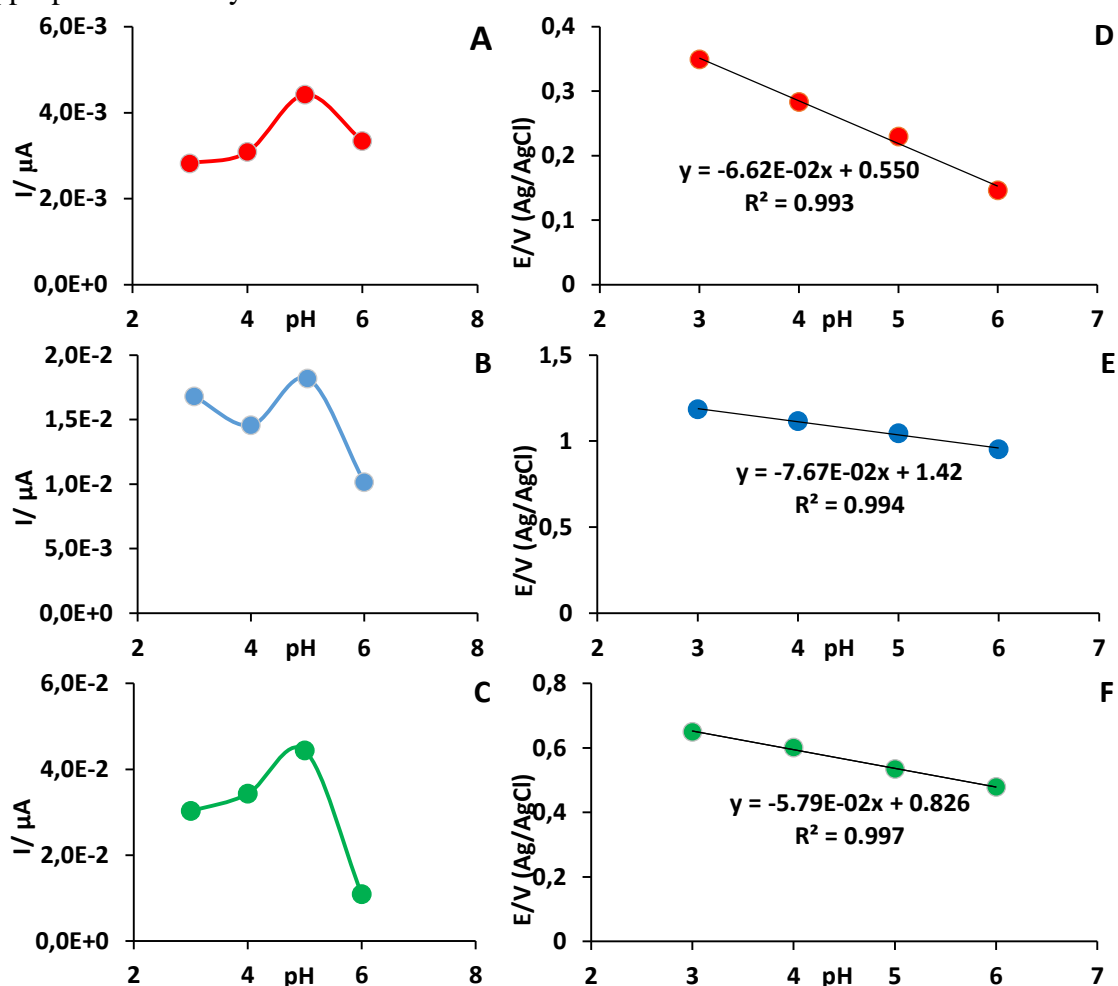 6,0E-3
4,0E-3
2,0E-3
0,0E+0
I/ µA
A
2 4 pH 6 8
0,4
0,3
0,2
0,1
0
E/V (Ag/AgCl)
D
y = -6.62E-02x + 0.550
R² = 0.993
2 3 4 pH 5 6 7
2,0E-2
1,5E-2
1,0E-2
5,0E-3
0,0E+0
I/ µA
B
2 4 pH 6 8
1,5
1
0,5
0
E/V (Ag/AgCl)
E
y = -7.67E-02x + 1.42
R² = 0.994
2 3 4 pH 5 6 7
6,0E-2
4,0E-2
2,0E-2
0,0E+0
I/ µA
C
2 4 pH 6 8
0,8
0,6
0,4
0,2
0
E/V (Ag/AgCl)
F
y = -5.79E-02x + 0.826
R² = 0.997
2 3 4 pH 5 6 7